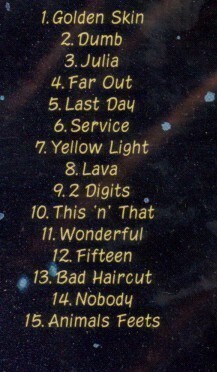 1. Golden Skin
2. Dumb
3. Julia
4. Far Out
5. Last Day
6. Service
7. Yellow Light
8. Lava
9. 2 Digits
10. This 'n' That
11. Wonderful
12. Fifteen
13. Bad Haircut
14. Nobody
15. Animals Feets